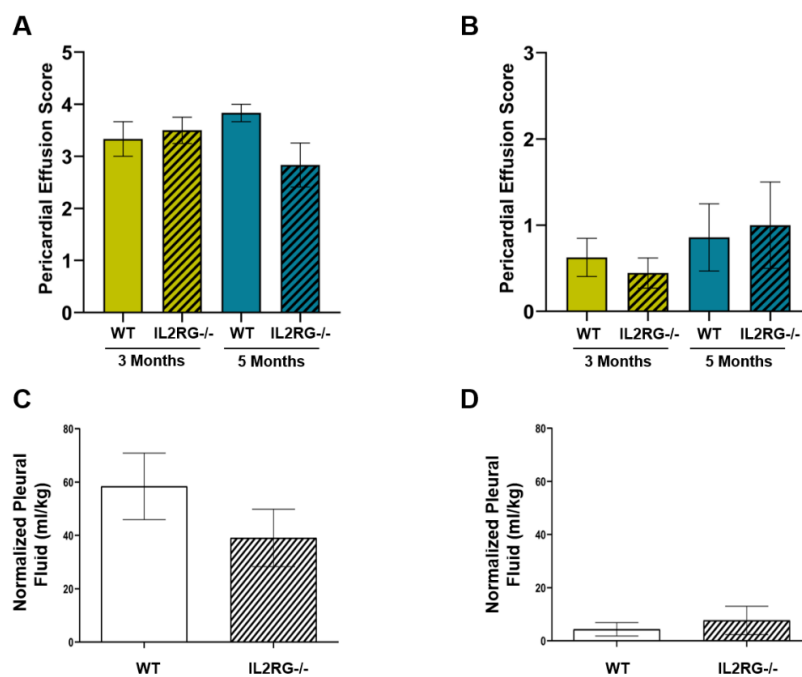 A
Pericardial Effusion Score
5
4
3
2
1
0
WT IL2RG-/- WT IL2RG-/-
3 Months 5 Months
B
Pericardial Effusion Score
3
2
1
0
WT IL2RG-/- WT IL2RG-/-
3 Months 5 Months
C
Normalized Pleural
Fluid (ml/kg)
80
60
40
20
0
WT IL2RG-/-
D
Normalized Pleural
Fluid (ml/kg)
80
60
40
20
0
WT IL2RG-/-